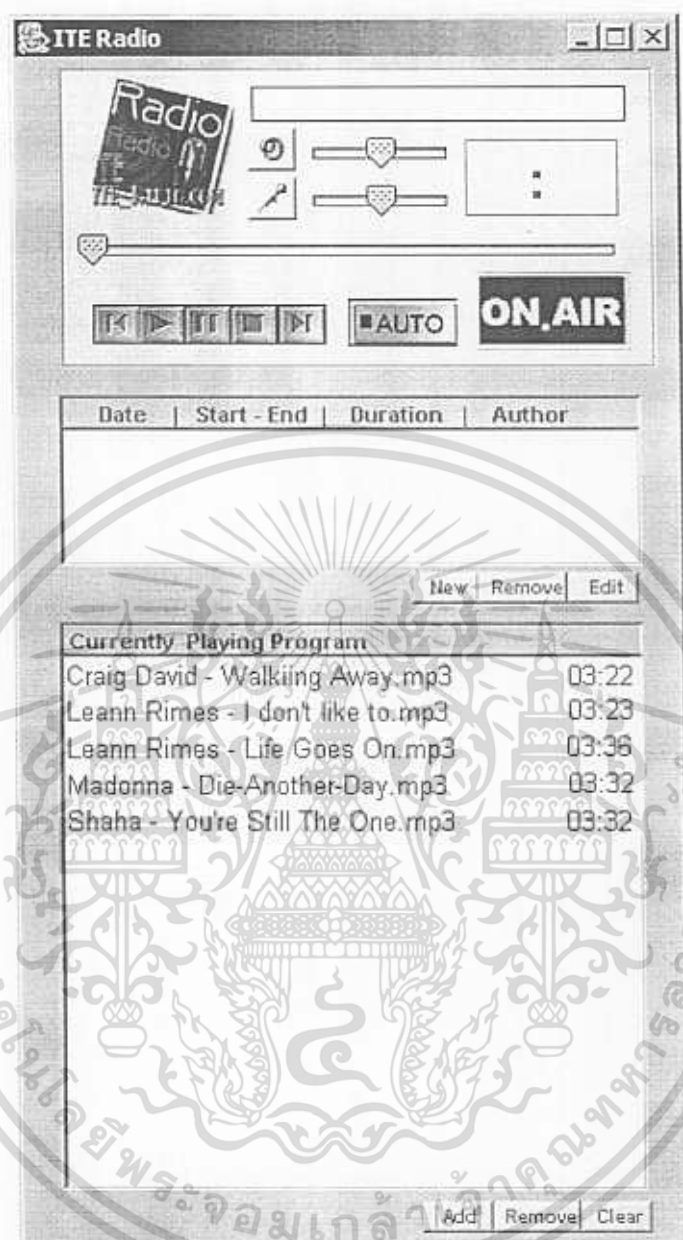 ITE Radio
Radio
Radio
ITE
:
AUTO
ON AIR
Date | Start - End | Duration | Author
New Remove Edit
Currently Playing Program
Craig David - Walkiing Away.mp3 03:22
Leann Rimes - I don't like to.mp3 03:23
Leann Rimes - Life Goes On.mp3 03:36
Madonna - Die-Another-Day.mp3 03:32
Shaha - You're Still The One.mp3 03:32
Add Remove Clear